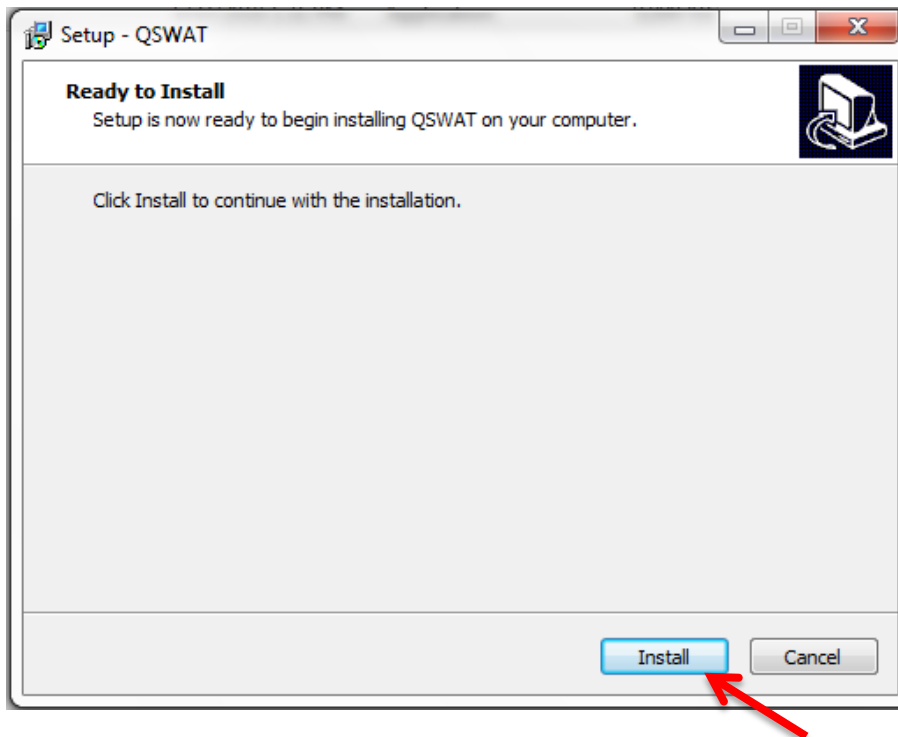 Setup - QSWAT
Ready to Install
Setup is now ready to begin installing QSWAT on your computer.
Click Install to continue with the installation.
Install
Cancel